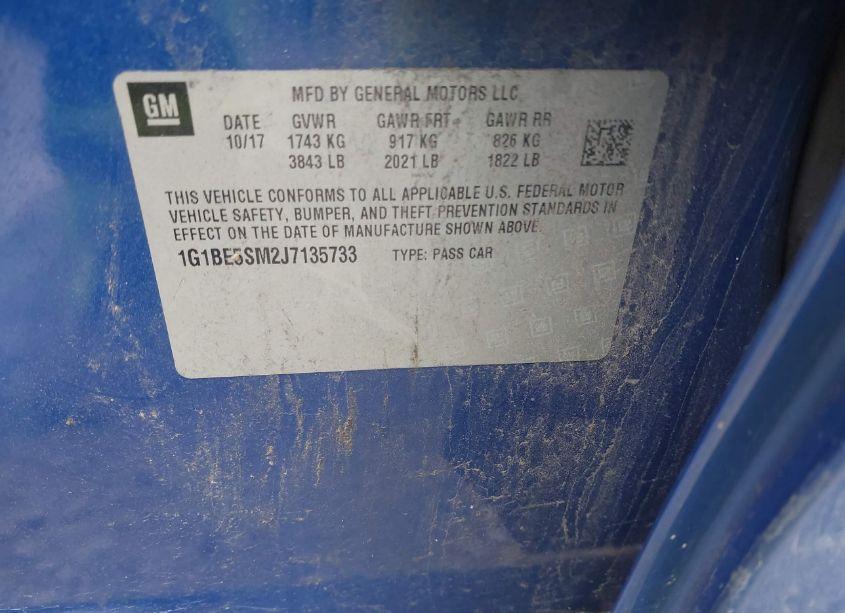 GM
MFD BY GENERAL MOTORS LLC
DATE GVWR GAWR FRT GAWR RR
10/17 1743 KG 917 KG 826 KG
3843 LB 2021 LB 1822 LB
THIS VEHICLE CONFORMS TO ALL APPLICABLE U.S. FEDERAL MOTOR
VEHICLE SAFETY, BUMPER, AND THEFT PREVENTION STANDARDS IN
EFFECT ON THE DATE OF MANUFACTURE SHOWN ABOVE.
1G1BE5SM2J7135733 TYPE: PASS CAR